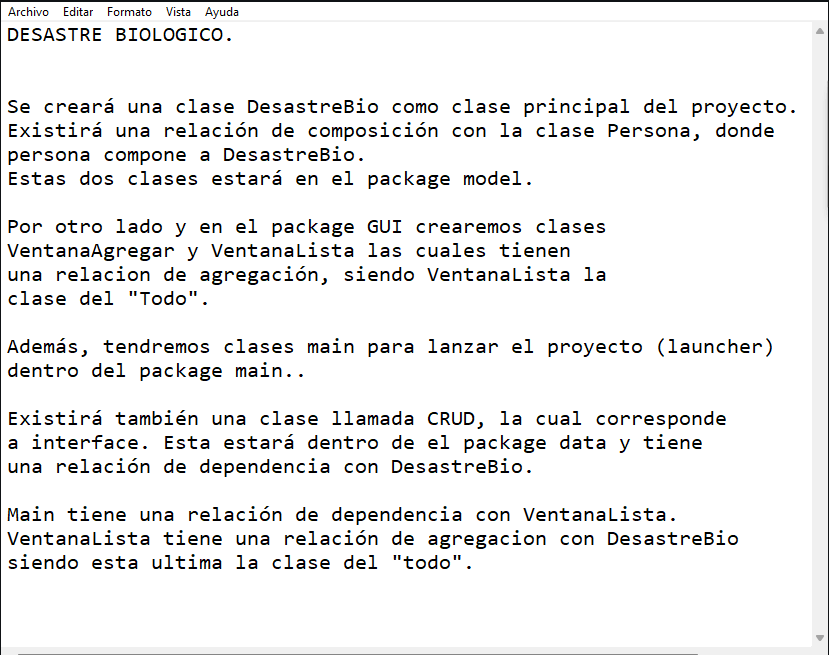 Archivo Editar Formato Vista Ayuda
DESASTRE BIOLOGICO.
Se creará una clase DesastreBio como clase principal del proyecto.
Existirá una relación de composición con la clase Persona, donde
persona compone a DesastreBio.
Estas dos clases estará en el package model.
Por otro lado y en el package GUI crearemos clases
VentanaAgregar y VentanaLista las cuales tienen
una relacion de agregación, siendo VentanaLista la
clase del "Todo".
Además, tendremos clases main para lanzar el proyecto (launcher)
dentro del package main..
Existirá también una clase llamada CRUD, la cual corresponde
a interface. Esta estará dentro de el package data y tiene
una relación de dependencia con DesastreBio.
Main tiene una relación de dependencia con VentanaLista.
VentanaLista tiene una relación de agregacion con DesastreBio
siendo esta ultima la clase del "todo".